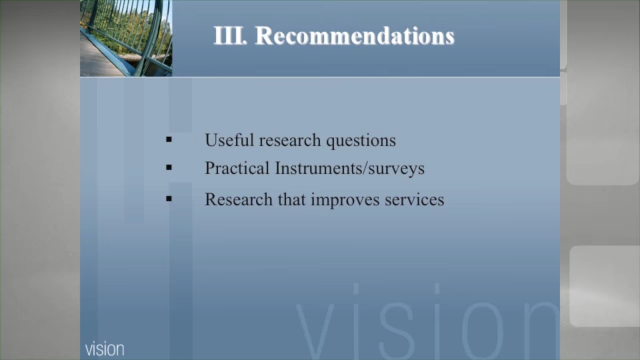 III. Recommendations
▪ Useful research questions
▪ Practical Instruments/surveys
▪ Research that improves services
vision
vision